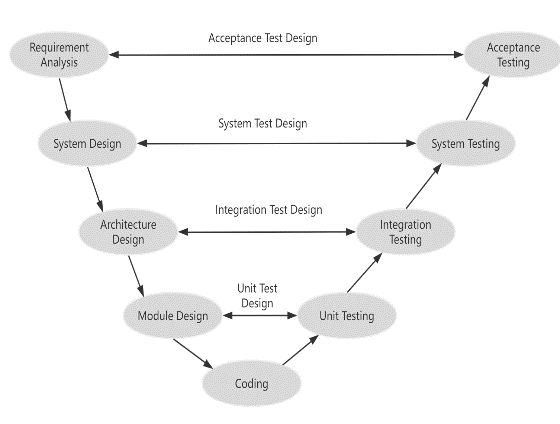 Requirement
Analysis
Acceptance Test Design
Acceptance
Testing
System Design
System Test Design
System Testing
Architecture
Design
Integration Test Design
Integration
Testing
Module Design
Unit Test
Design
Unit Testing
Coding